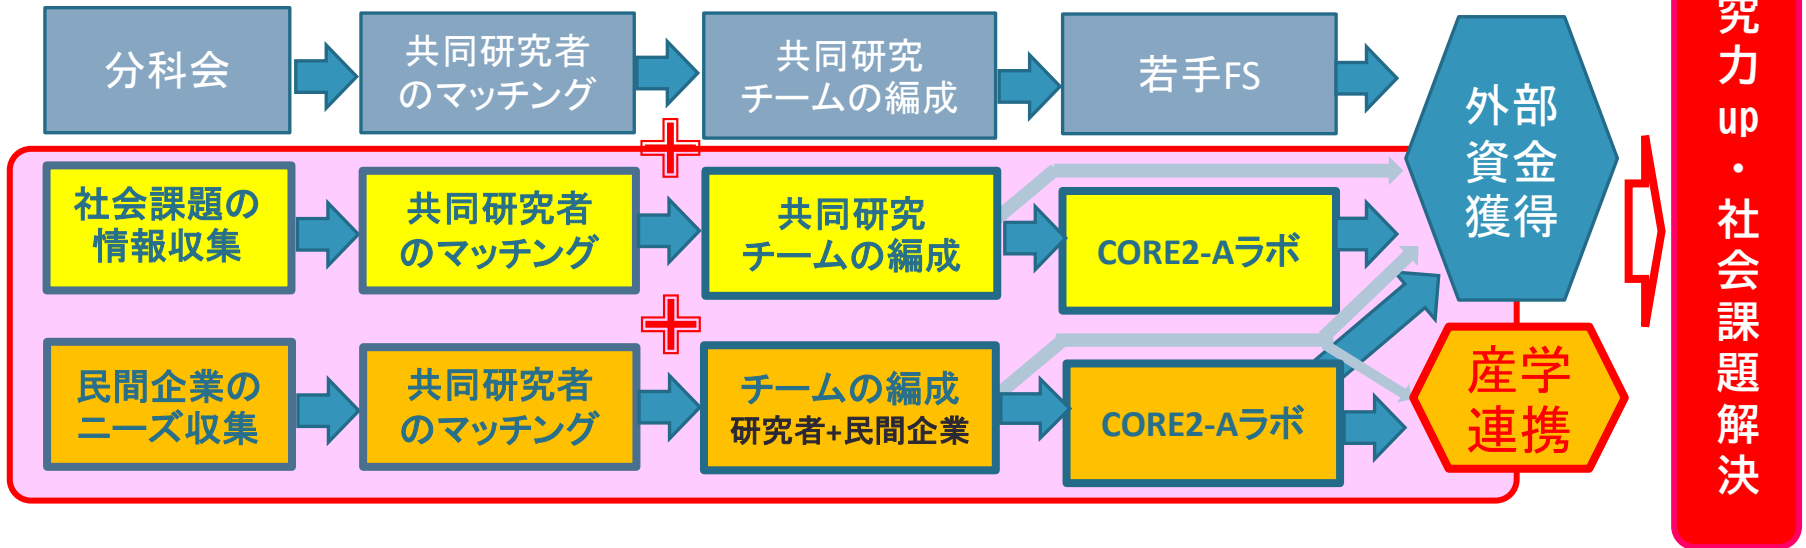 分科会
共同研究者
のマッチング
共同研究
チームの編成
若手FS
外部
資金
獲得
社会課題の
情報収集
共同研究者
のマッチング
共同研究
チームの編成
CORE2-Aラボ
民間企業の
ニーズ収集
共同研究者
のマッチング
チームの編成
研究者+民間企業
CORE2-Aラボ
産学
連携
究力up・社会課題解決